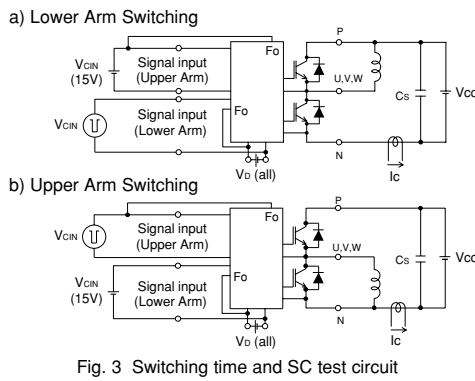 a) Lower Arm Switching
P
Fo
VCIN
(15V)
Signal input
(Upper Arm)
U,V,W
CS
VCC
VCIN
Signal input
(Lower Arm)
Fo
N
VD (all)
Ic
b) Upper Arm Switching
P
Fo
VCIN
Signal input
(Upper Arm)
U,V,W
CS
VCC
VCIN
(15V)
Signal input
(Lower Arm)
Fo
N
VD (all)
Ic
Fig. 3 Switching time and SC test circuit